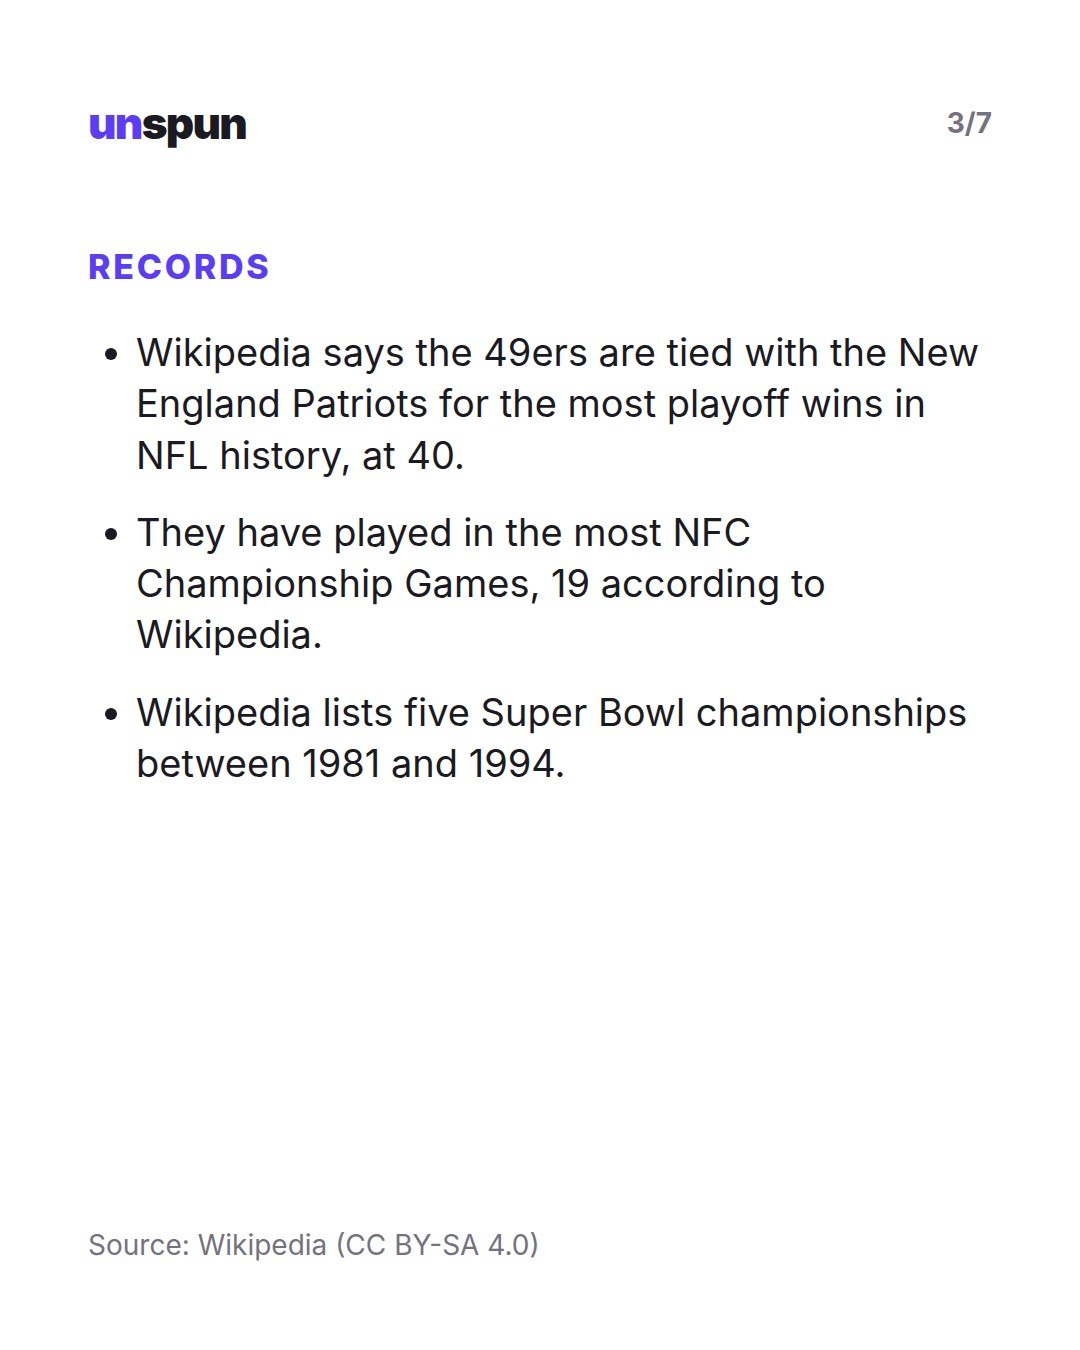 unspun
3/7
RECORDS
• Wikipedia says the 49ers are tied with the New
England Patriots for the most playoff wins in
NFL history, at 40.
• They have played in the most NFC
Championship Games, 19 according to
Wikipedia.
• Wikipedia lists five Super Bowl championships
between 1981 and 1994.
Source: Wikipedia (CC BY-SA 4.0)